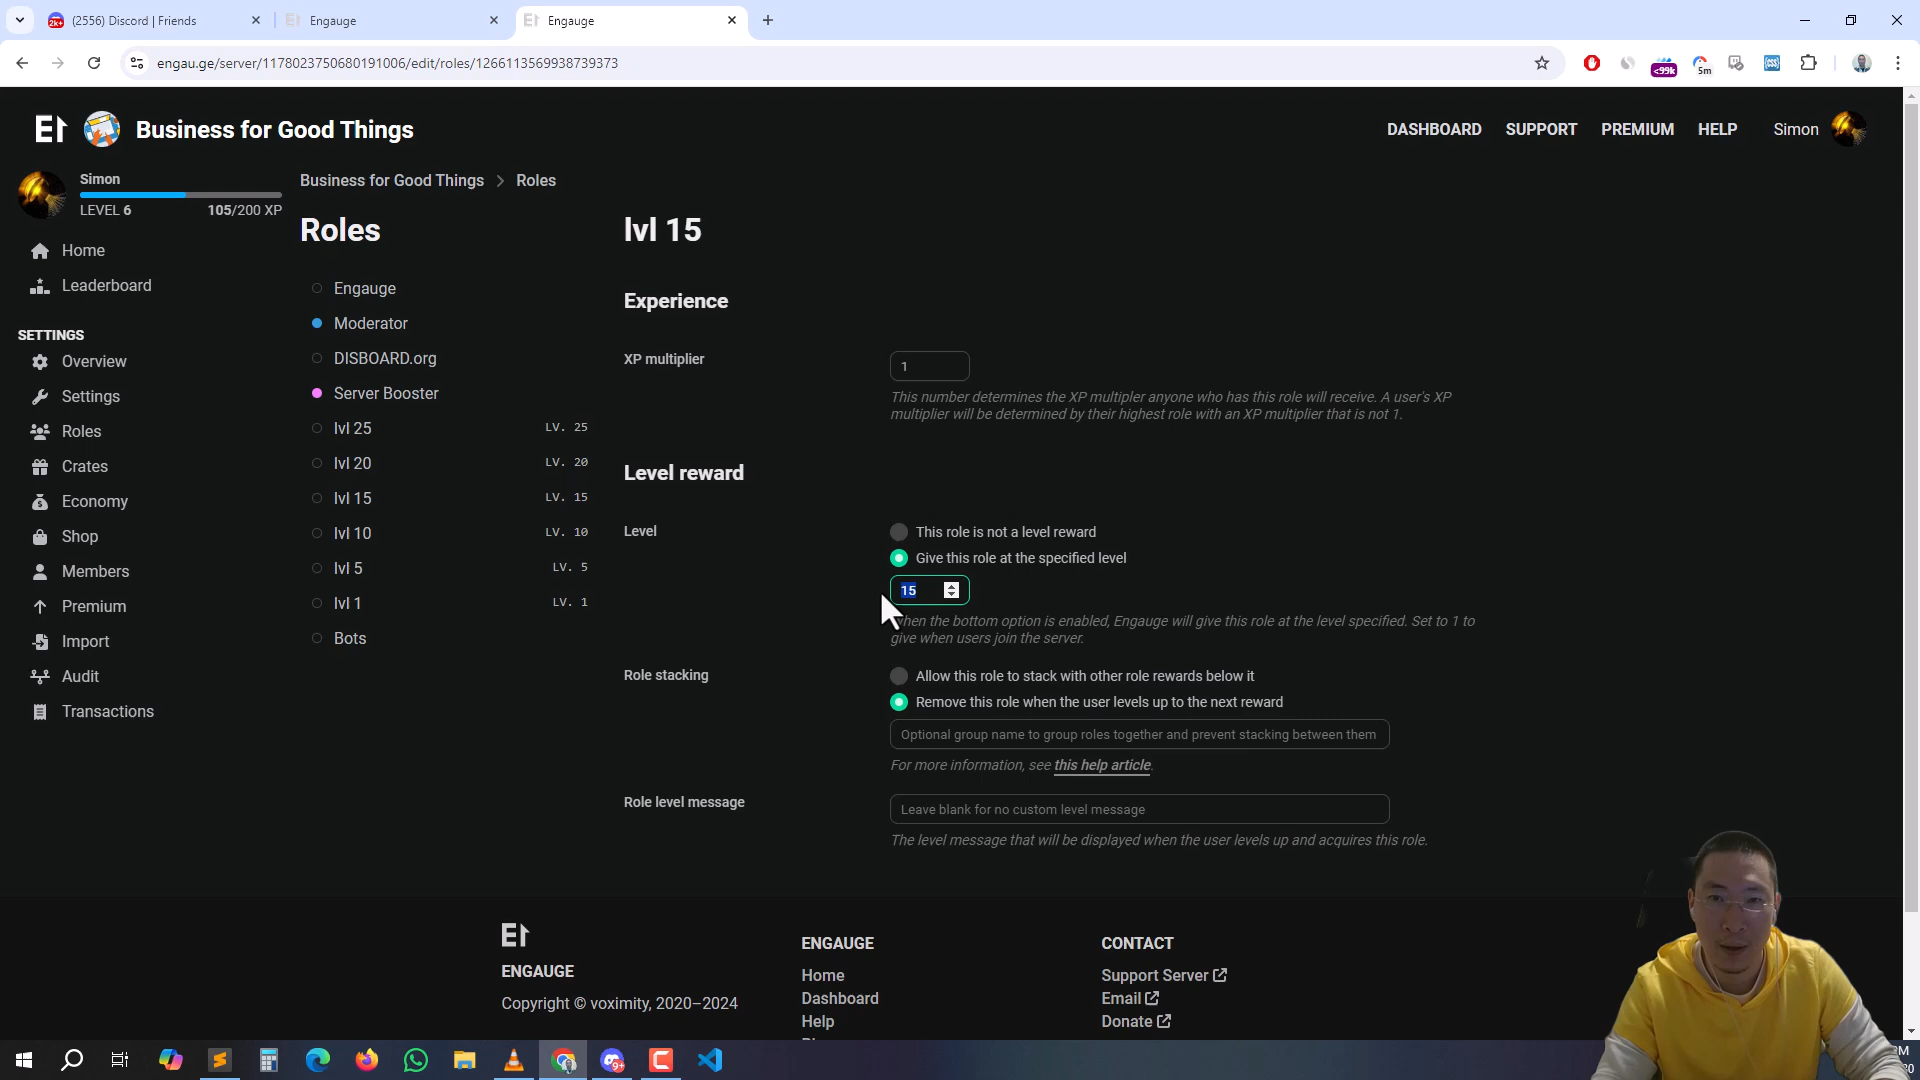 (2556) Discord | Friends
Engauge
Engauge
engau.ge/server/1178023750680191006/edit/roles/1266113569938739373
<99k
5m
Business for Good Things
DASHBOARD
SUPPORT
PREMIUM
HELP
Simon
Simon
LEVEL 6
105/200 XP
Home
Leaderboard
SETTINGS
Overview
Settings
Roles
Crates
Economy
Shop
Members
Premium
Import
Audit
Transactions
Business for Good Things > Roles
Roles
Engauge
Moderator
DISBOARD.org
Server Booster
lvl 25 LV. 25
lvl 20 LV. 20
lvl 15 LV. 15
lvl 10 LV. 10
lvl 5 LV. 5
lvl 1 LV. 1
Bots
lvl 15
Experience
XP multiplier
1
This number determines the XP multipler anyone who has this role will receive. A user's XP
multiplier will be determined by their highest role with an XP multiplier that is not 1.
Level reward
Level
This role is not a level reward
Give this role at the specified level
15
hen the bottom option is enabled, Engauge will give this role at the level specified. Set to 1 to
give when users join the server.
Role stacking
Allow this role to stack with other role rewards below it
Remove this role when the user levels up to the next reward
Optional group name to group roles together and prevent stacking between them
For more information, see this help article.
Role level message
Leave blank for no custom level message
The level message that will be displayed when the user levels up and acquires this role.
ENGAUGE
Copyright © voximity, 2020–2024
ENGAUGE
Home
Dashboard
Help
CONTACT
Support Server
Email
Donate